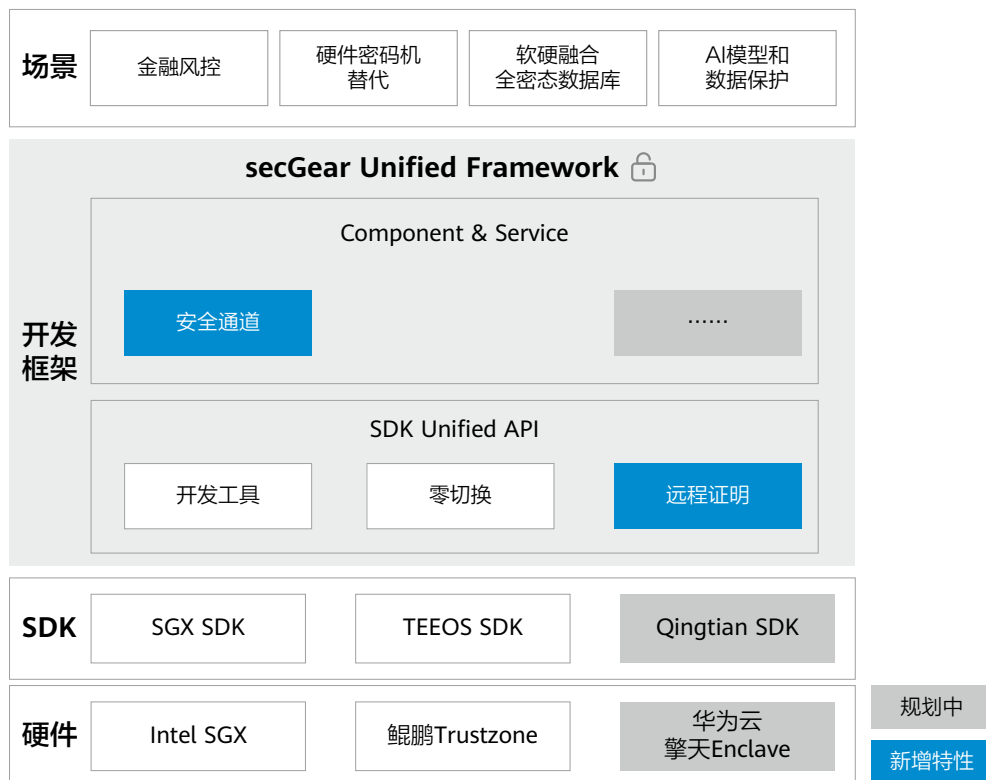 场景
金融风控
硬件密码机
替代
软硬融合
全密态数据库
AI模型和
数据保护
secGear Unified Framework
开发
框架
Component & Service
安全通道
……
SDK Unified API
开发工具
零切换
远程证明
SDK
SGX SDK
TEEOS SDK
Qingtian SDK
硬件
Intel SGX
鲲鹏Trustzone
华为云
擎天Enclave
规划中
新增特性